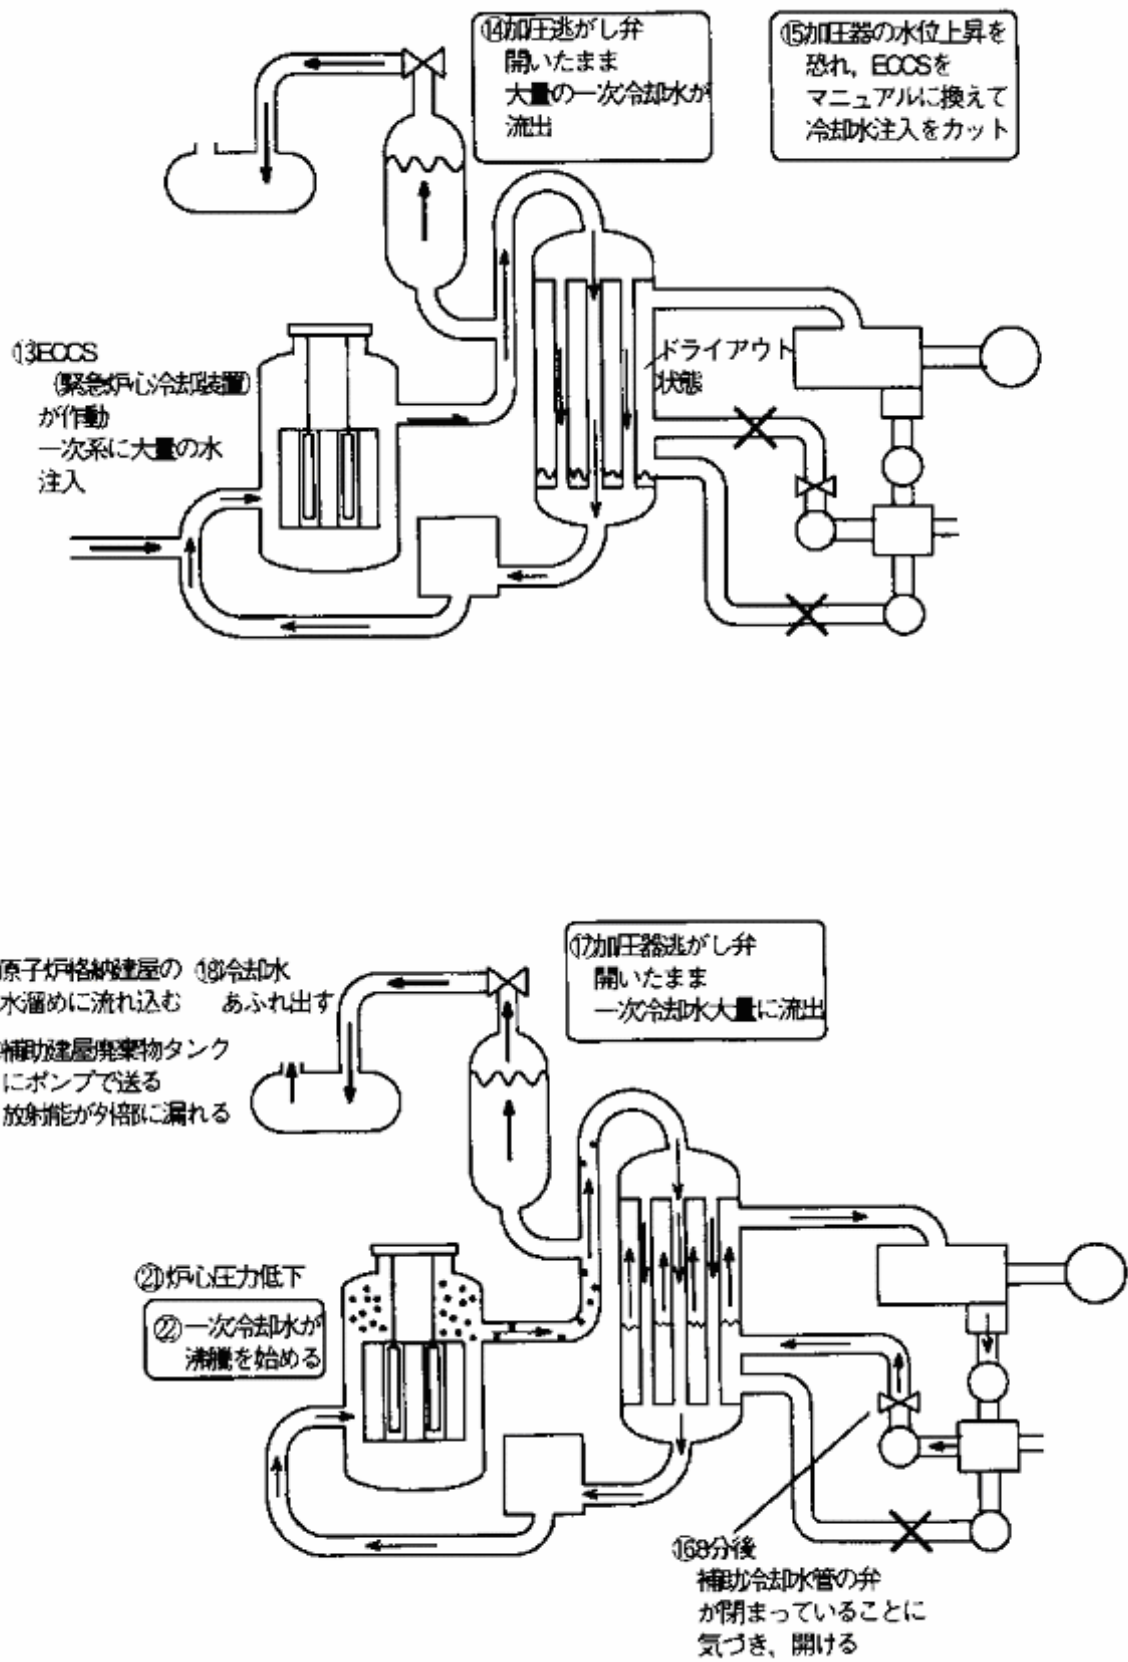 ⑭加圧逃がし弁
開いたまま
大量の一次冷却水が
流出
⑮加圧器の水位上昇を
恐れ，ECCSを
マニュアルに換えて
冷却水注入をカット
⑬ECCS
（緊急炉心冷却装置）
が作動
一次系に大量の水
注入
ドライアウト
状態
⑰加圧器逃がし弁
開いたまま
一次冷却水大量に流出
原子炉格納建屋の
水溜めに流れ込む
⑱冷却水
あふれ出す
補助建屋廃棄物タンク
にポンプで送る
放射能が外部に漏れる
㉑炉心圧力低下
㉒一次冷却水が
沸騰を始める
⑯8分後
補助冷却水管の弁
が閉まっていることに
気づき、開ける